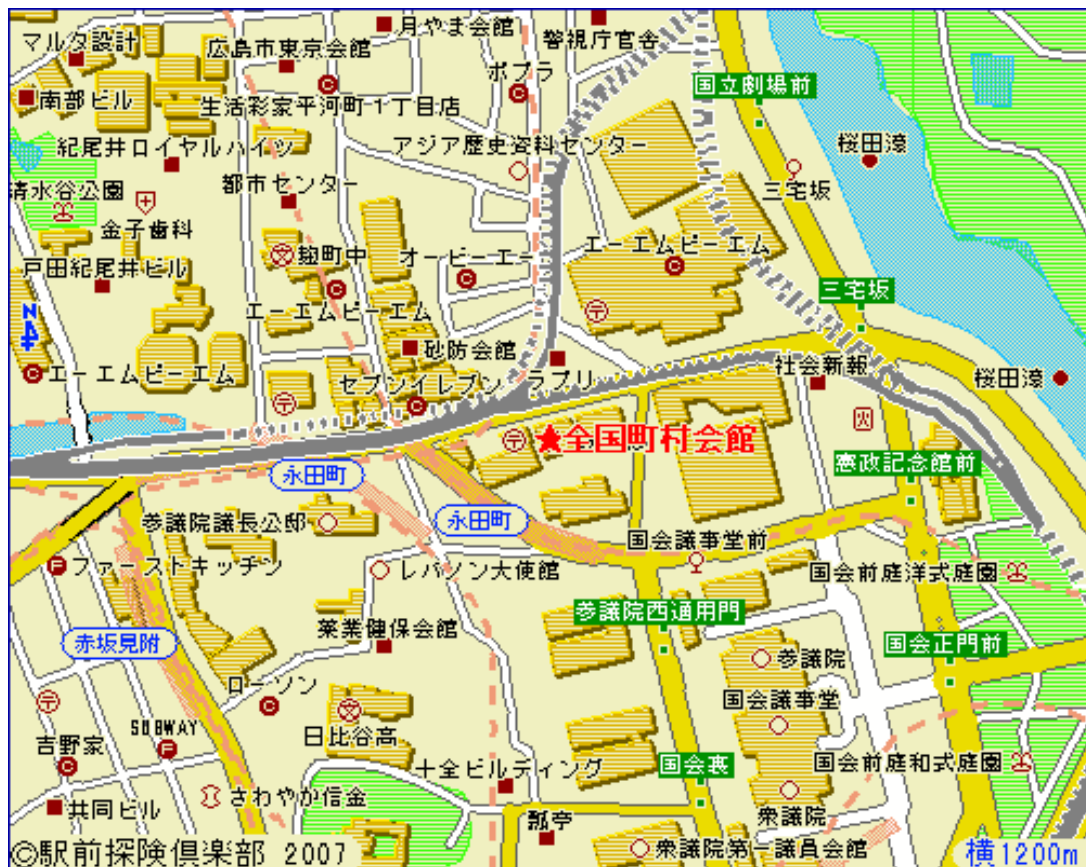 月やま会館
警視庁官舎
マルタ設計
広島市東京会館
ポプラ
国立劇場前
南部ビル
生活彩家平河町1丁目店
紀尾井ロイヤルハイツ
アジア歴史資料センター
桜田濠
三宅坂
清水谷公園
都市センター
金子歯科
麹町中
オービーエー
エーエムピーエム
戸田紀尾井ビル
三宅坂
N
エーエムピーエム
砂防会館
エーエムピーエム
セブンイレブン
ラプリ
社会新報
桜田濠
★全国町村会館
憲政記念館前
永田町
永田町
参議院議長公邸
国会議事堂前
ファーストキッチン
レバノン大使館
国会前庭洋式庭園
参議院西通用門
赤坂見附
薬業健保会館
参議院
国会正門前
ローソン
国会議事堂
SUBWAY
吉野家
日比谷高
国会裏
国会前庭和式庭園
十全ビルディング
さわやか信金
共同ビル
瓢亭
衆議院
©駅前探険倶楽部 2007
衆議院第一議員会館
横1200m